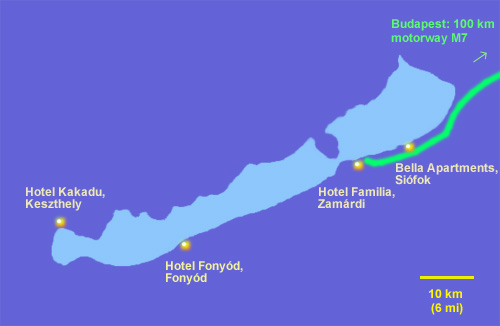 Budapest: 100 km
motorway M7
Bella Apartments,
Siófok
Hotel Familia,
Zamárdi
Hotel Kakadu,
Keszthely
Hotel Fonyód,
Fonyód
10 km
(6 mi)